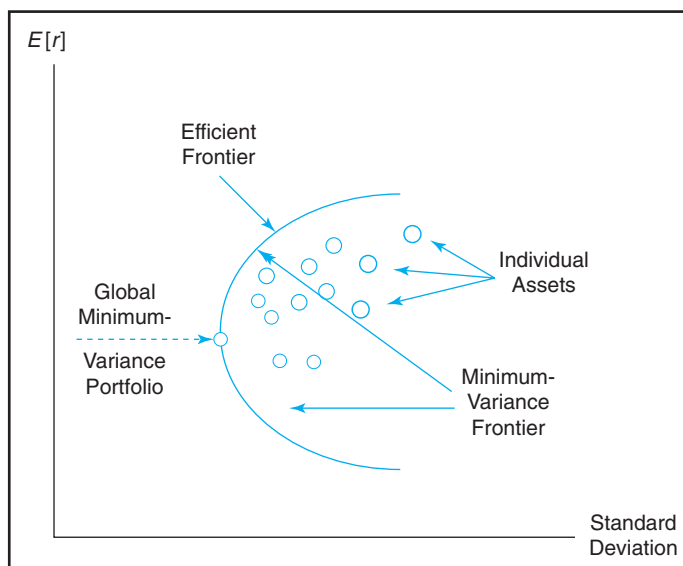 E[r]
Efficient
Frontier
Individual
Assets
Global
Minimum-
Variance
Portfolio
Minimum-
Variance
Frontier
Standard
Deviation